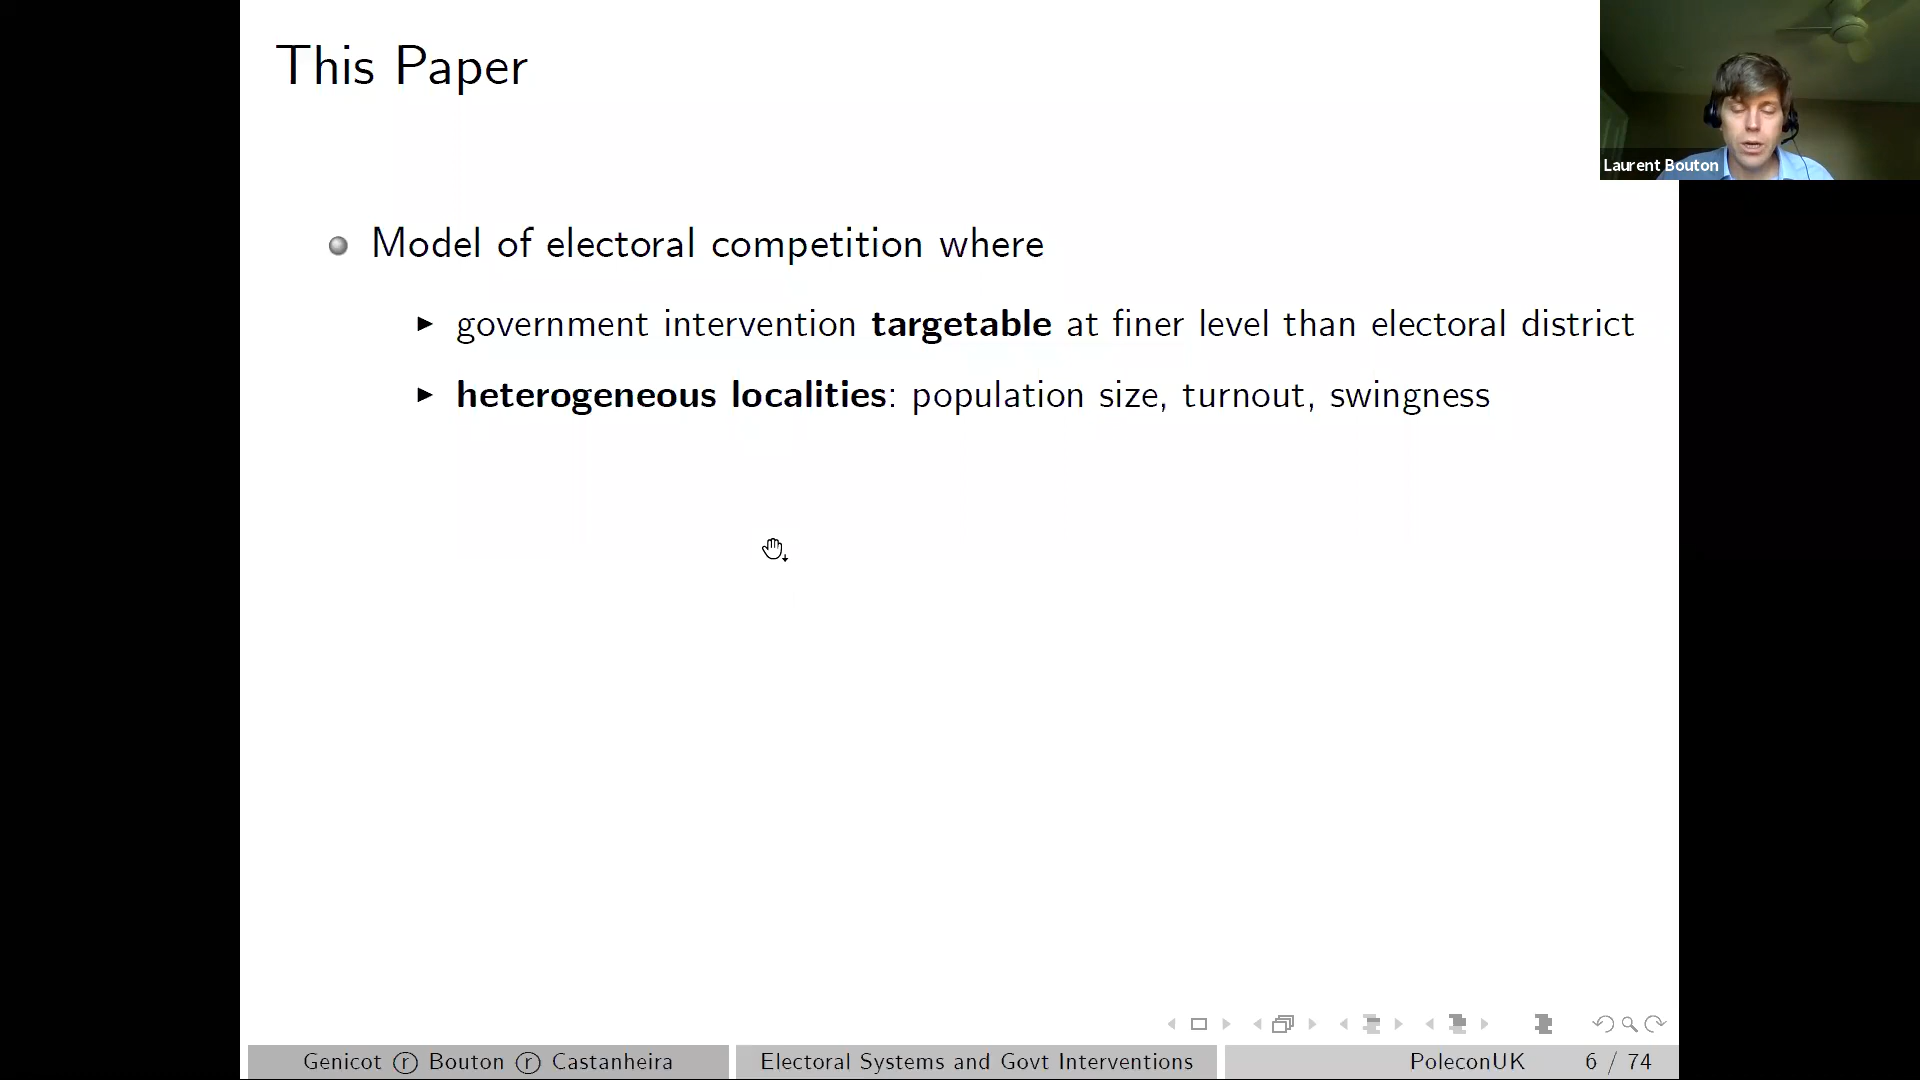 This Paper
Laurent Bouton
Model of electoral competition where
government intervention targetable at finer level than electoral district
heterogeneous localities: population size, turnout, swingness
Genicot ⓡ Bouton ⓡ Castanheira
Electoral Systems and Govt Interventions
PoleconUK
6 / 74